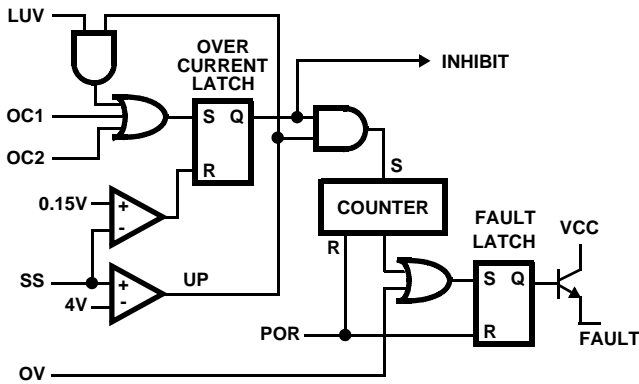 LUV
OVER
CURRENT
LATCH
INHIBIT
OC1
S Q
OC2
R
S
0.15V
+
-
COUNTER
FAULT
LATCH
VCC
R
SS
+
-
UP
4V
S Q
POR
R
FAULT
OV